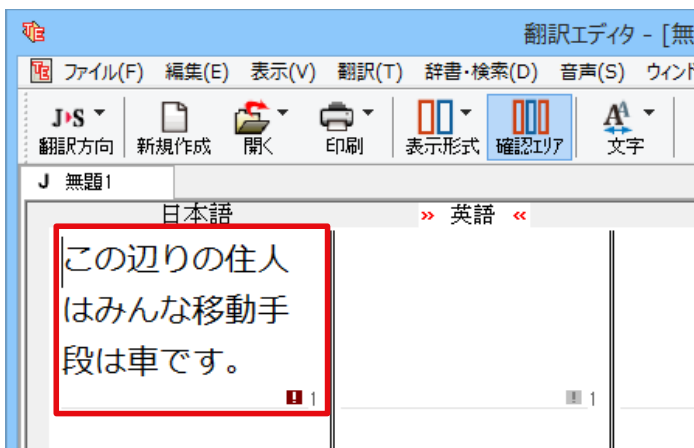 翻訳エディタ - [無
ファイル(F) 編集(E) 表示(V) 翻訳(T) 辞書・検索(D) 音声(S) ウィンド
J▸S
翻訳方向 新規作成 開く 印刷 表示形式 確認エリア 文字
J 無題1
日本語 » 英語 «
この辺りの住人
はみんな移動手
段は車です。
1 1